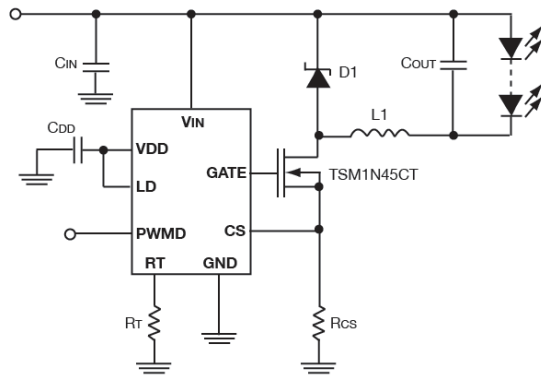 CIN
D1
COUT
L1
CDD
VIN
VDD
LD
GATE
TSM1N45CT
PWMD
CS
RT
GND
RT
RCS